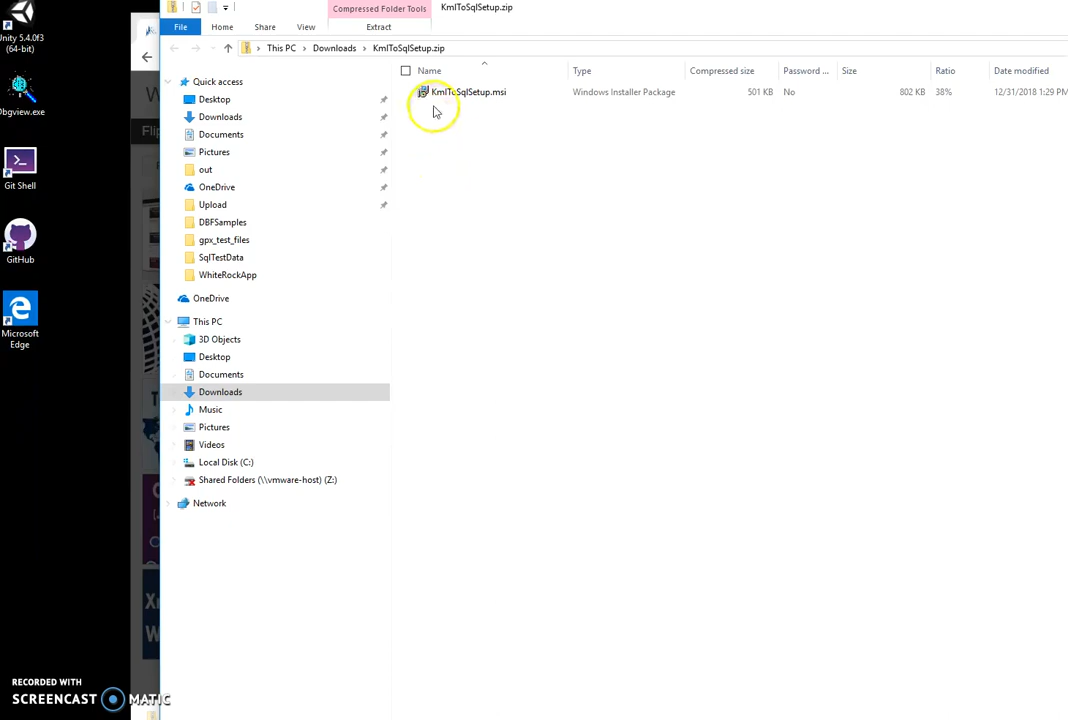 Unity 5.4.0f3
(64-bit)
Dbgview.exe
Git Shell
GitHub
Microsoft
Edge
RECORDED WITH
SCREENCAST MATIC
Compressed Folder Tools
KmlToSqlSetup.zip
File
Home
Share
View
Extract
This PC
Downloads
KmlToSqlSetup.zip
Quick access
Desktop
Downloads
Documents
Pictures
out
OneDrive
Upload
DBFSamples
gpx_test_files
SqlTestData
WhiteRockApp
OneDrive
This PC
3D Objects
Desktop
Documents
Downloads
Music
Pictures
Videos
Local Disk (C:)
Shared Folders (\\vmware-host) (Z:)
Network
Name Type Compressed size Password ... Size Ratio Date modified
KmlToSqlSetup.msi Windows Installer Package 501 KB No 802 KB 38% 12/31/2018 1:29 PM